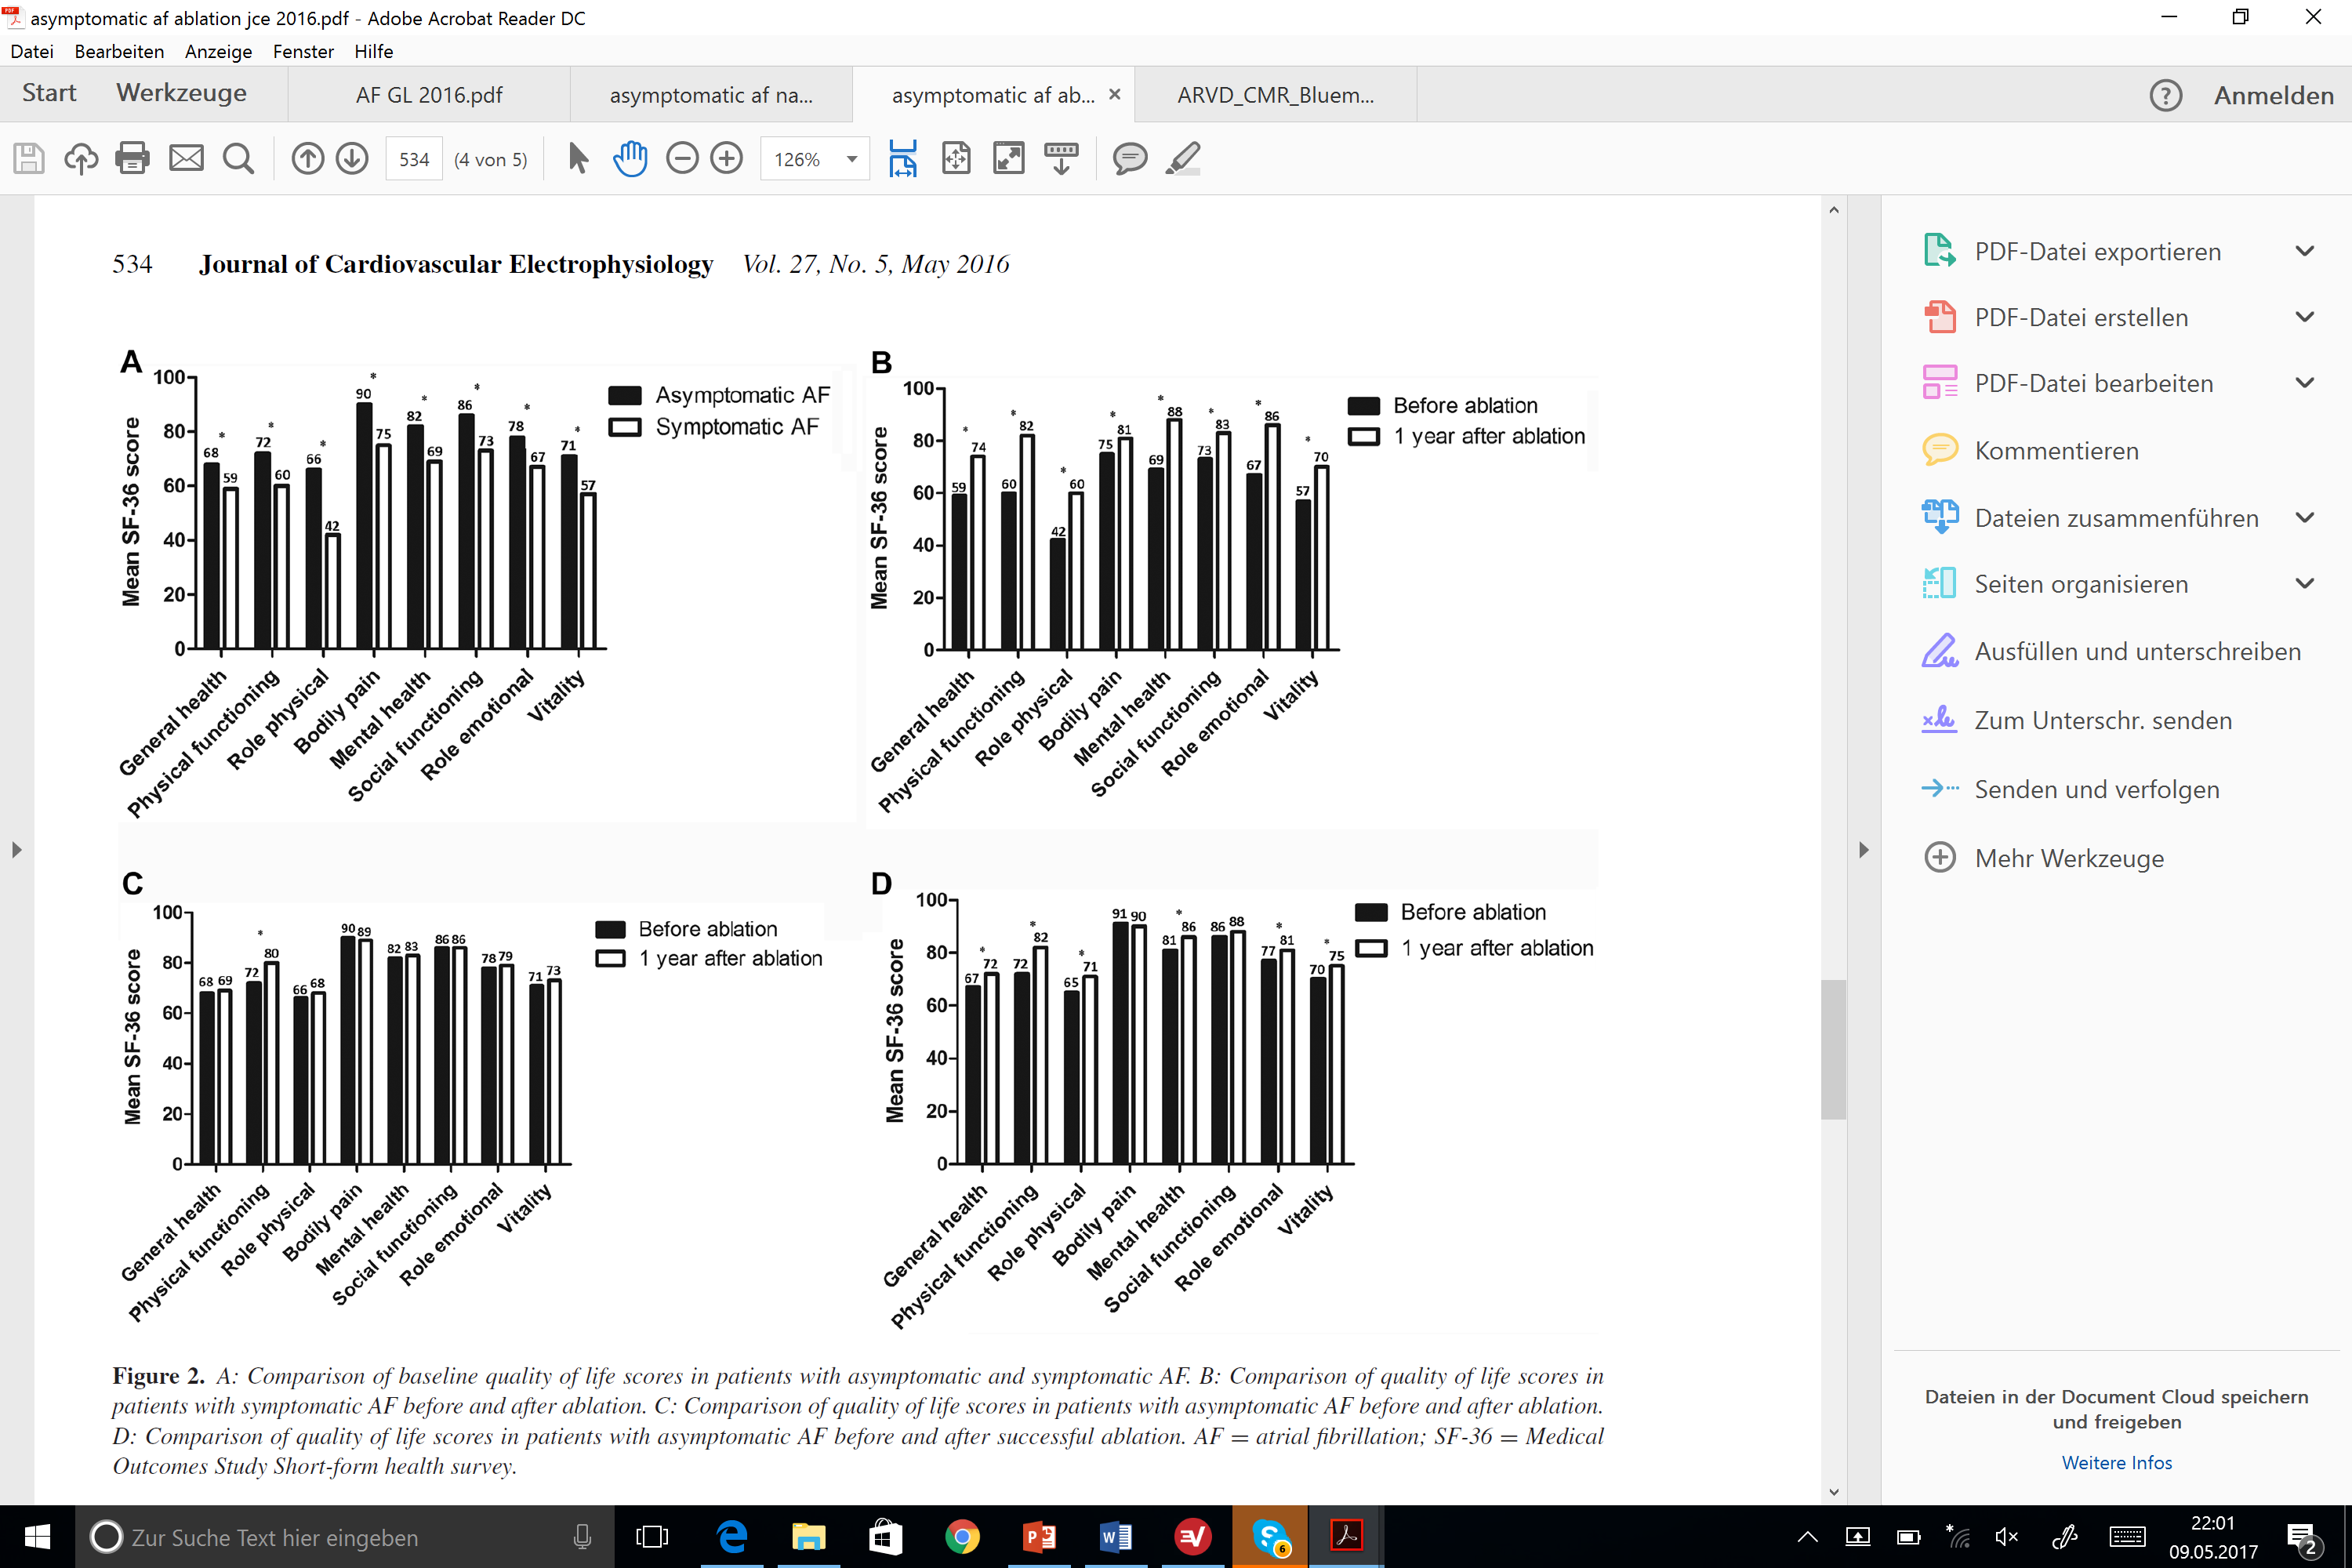 asymptomatic af ablation jce 2016.pdf - Adobe Acrobat Reader DC
Datei Bearbeiten Anzeige Fenster Hilfe
Start Werkzeuge AF GL 2016.pdf asymptomatic af na... asymptomatic af ab... × ARVD_CMR_Bluem... ? Anmelden
534 (4 von 5) 126%
534 Journal of Cardiovascular Electrophysiology Vol. 27, No. 5, May 2016
A
Mean SF-36 score
100
80
60
40
20
0
68 59 72 60 66 42 90 75 82 69 86 73 78 67 71 57
* * * * * * * *
Asymptomatic AF
Symptomatic AF
General health
Physical functioning
Role physical
Bodily pain
Mental health
Social functioning
Role emotional
Vitality
B
Mean SF-36 score
100
80
60
40
20
0
59 74 60 82 42 60 75 81 69 88 73 83 67 86 57 70
* * * * * * * *
Before ablation
1 year after ablation
General health
Physical functioning
Role physical
Bodily pain
Mental health
Social functioning
Role emotional
Vitality
C
Mean SF-36 score
100
80
60
40
20
0
68 69 72 80 66 68 90 89 82 83 86 86 78 79 71 73
*
Before ablation
1 year after ablation
General health
Physical functioning
Role physical
Bodily pain
Mental health
Social functioning
Role emotional
Vitality
D
Mean SF-36 score
100
80
60
40
20
0
67 72 72 82 65 71 91 90 81 86 86 88 77 81 70 75
* * * * * *
Before ablation
1 year after ablation
General health
Physical functioning
Role physical
Bodily pain
Mental health
Social functioning
Role emotional
Vitality
Figure 2. A: Comparison of baseline quality of life scores in patients with asymptomatic and symptomatic AF. B: Comparison of quality of life scores in
patients with symptomatic AF before and after ablation. C: Comparison of quality of life scores in patients with asymptomatic AF before and after ablation.
D: Comparison of quality of life scores in patients with asymptomatic AF before and after successful ablation. AF = atrial fibrillation; SF-36 = Medical
Outcomes Study Short-form health survey.
PDF-Datei exportieren
PDF-Datei erstellen
PDF-Datei bearbeiten
Kommentieren
Dateien zusammenführen
Seiten organisieren
Ausfüllen und unterschreiben
Zum Unterschr. senden
Senden und verfolgen
Mehr Werkzeuge
Dateien in der Document Cloud speichern
und freigeben
Weitere Infos
Zur Suche Text hier eingeben
6
22:01
09.05.2017
2